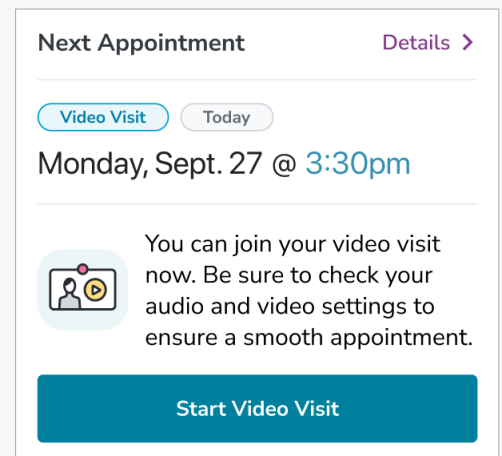 Next Appointment Details
Video Visit Today
Monday, Sept. 27 @ 3:30pm
You can join your video visit
now. Be sure to check your
audio and video settings to
ensure a smooth appointment.
Start Video Visit